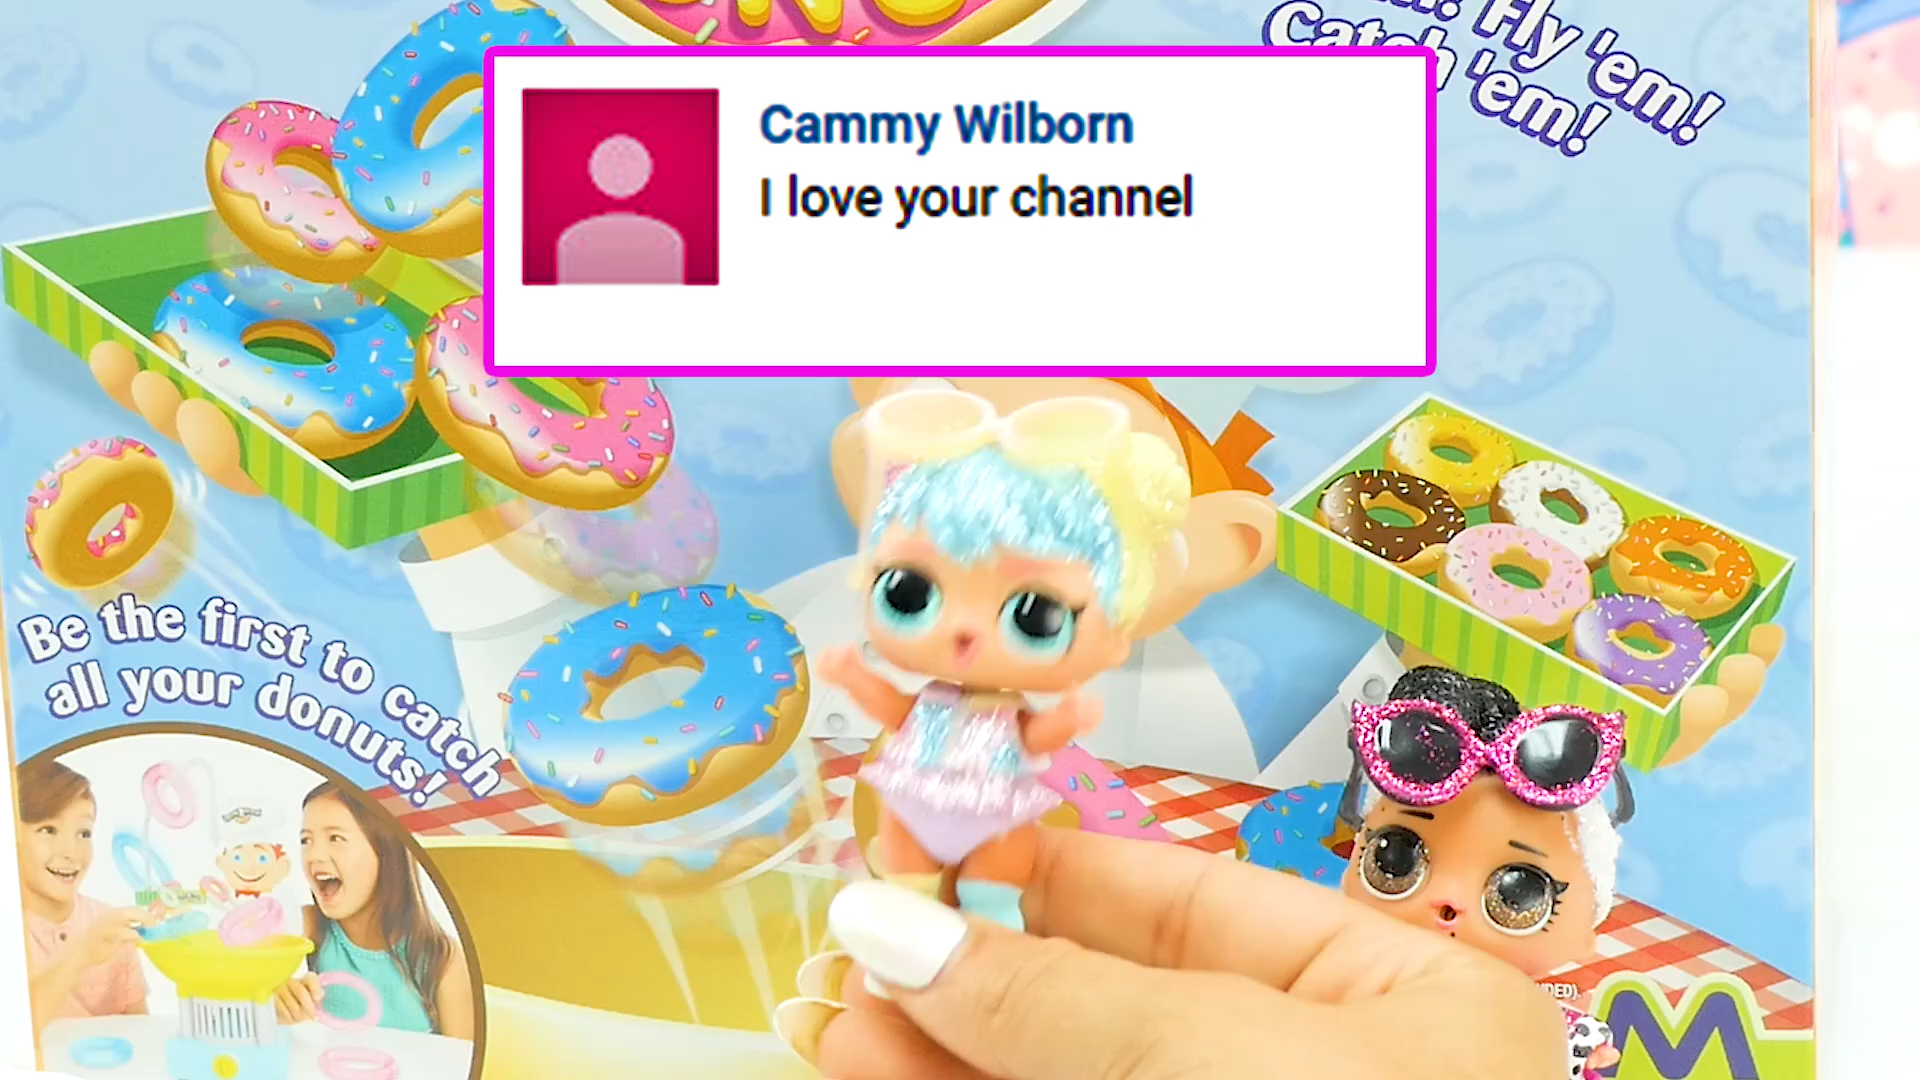 Fly 'em!
Catch 'em!
Cammy Wilborn
I love your channel
Be the first to catch
all your donuts!
M